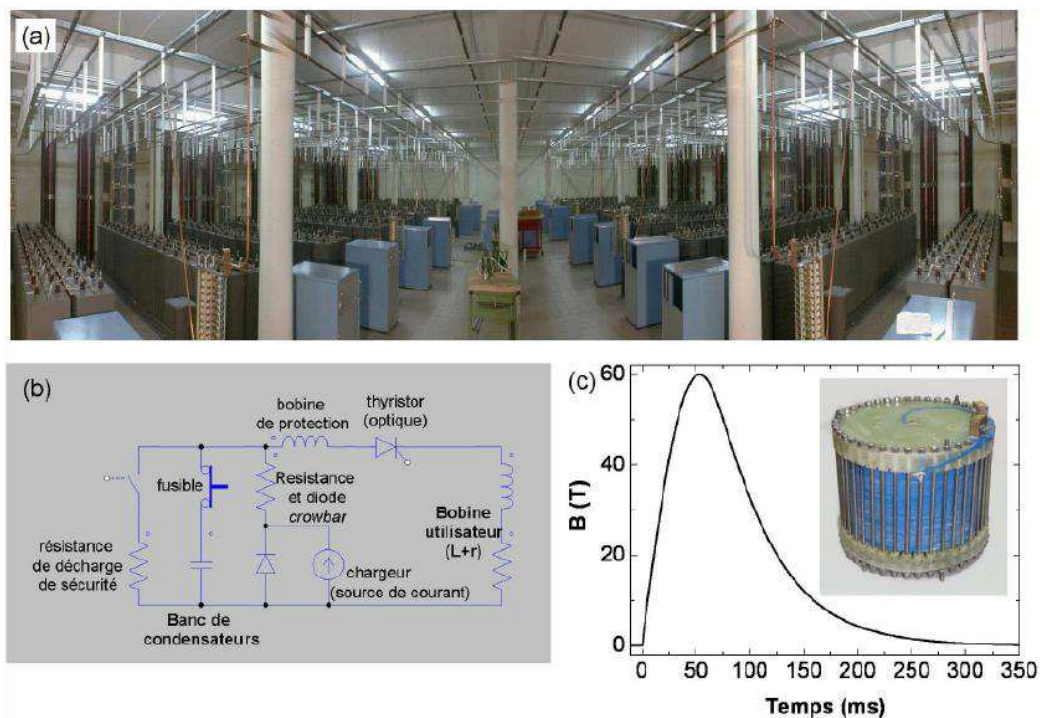 (a)
(b)
bobine
de protection
thyristor
(optique)
fusible
Resistance
et diode
crowbar
Bobine
utilisateur
(L+r)
résistance
de décharge
de sécurité
chargeur
(source de courant)
Banc de
condensateurs
(c)
60
40
20
0
B (T)
0 50 100 150 200 250 300 350
Temps (ms)